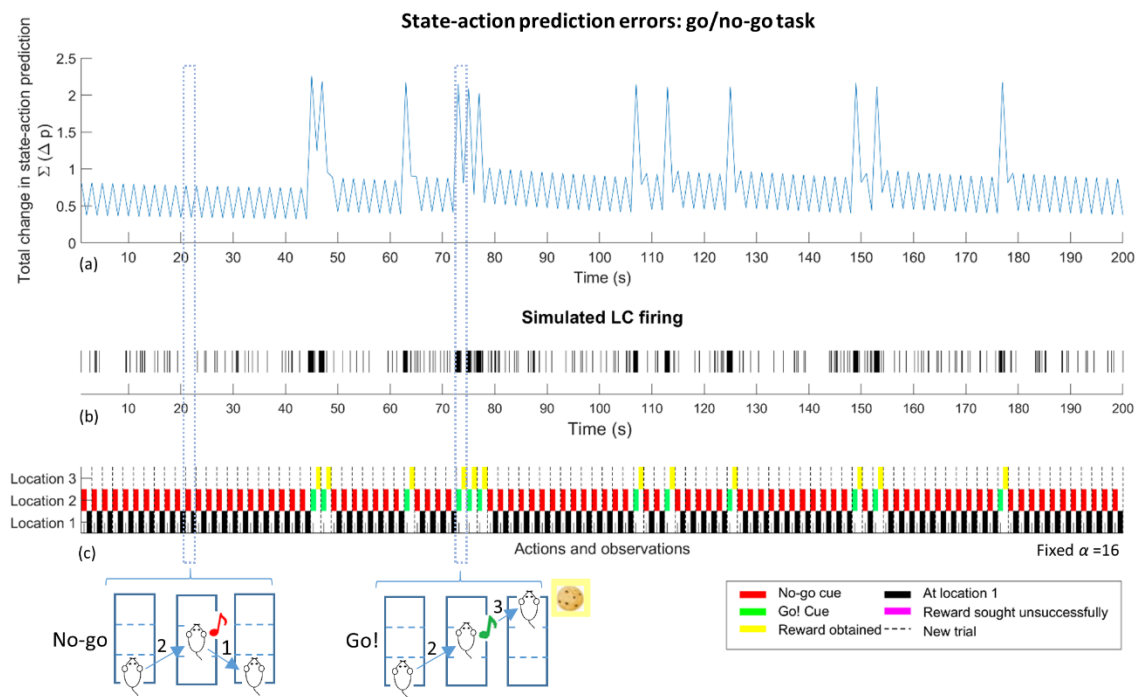 State-action prediction errors: go/no-go task
Total change in state-action prediction
Σ (Δ p)
2.5
2
1.5
1
0.5
0
10 20 30 40 50 60 70 80 90 100 110 120 130 140 150 160 170 180 190 200
(a)
Time (s)
Simulated LC firing
10 20 30 40 50 60 70 80 90 100 110 120 130 140 150 160 170 180 190 200
(b)
Time (s)
Location 3
Location 2
Location 1
(c)
Actions and observations
Fixed α =16
No-go
2
1
Go!
2
3
No-go cue
Go! Cue
Reward obtained
At location 1
Reward sought unsuccessfully
New trial